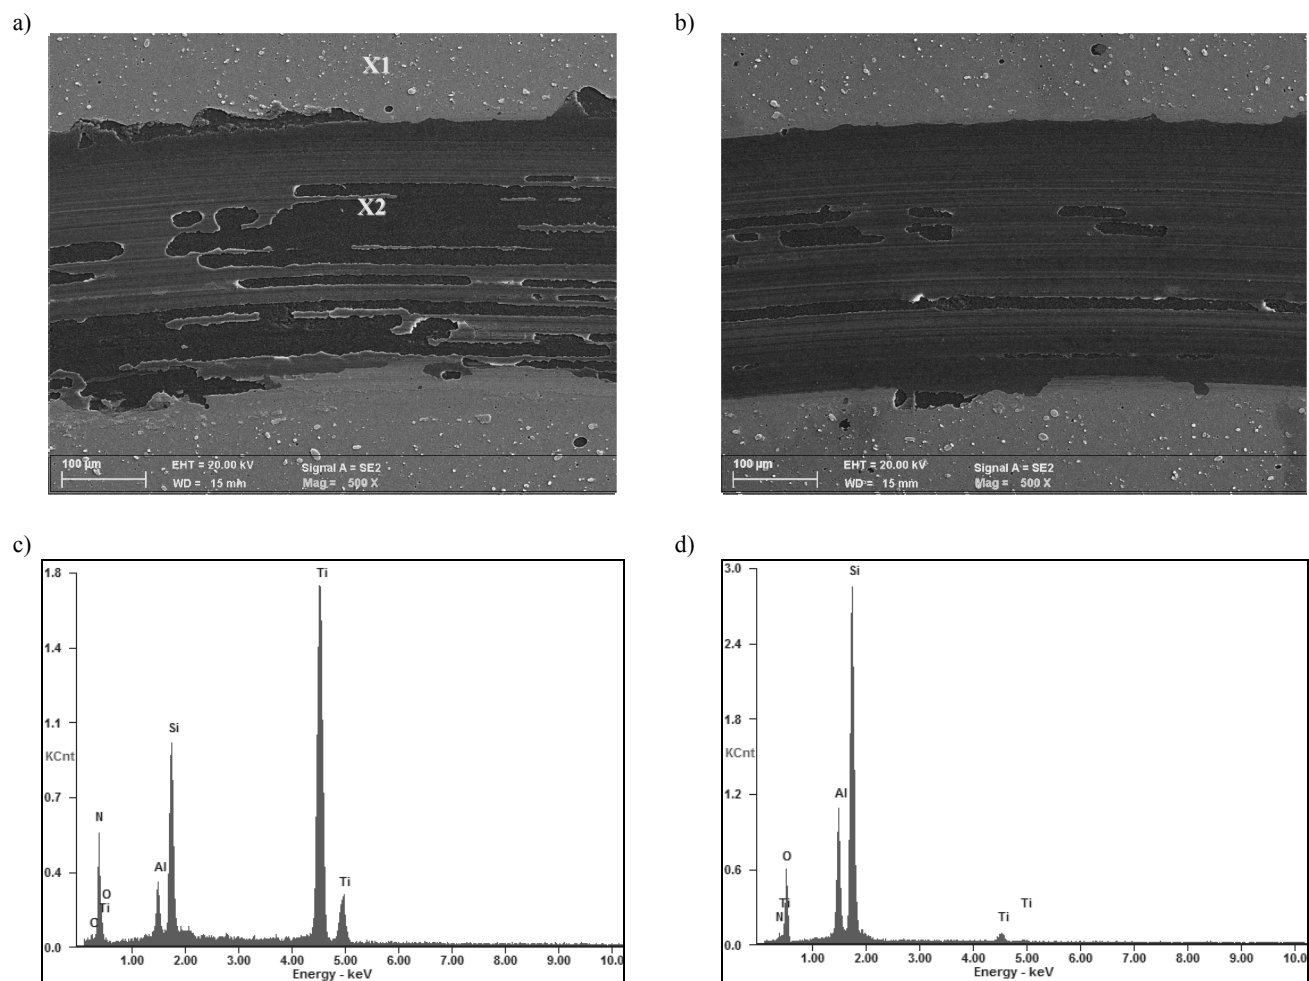 a)
b)
X1
X2
100 µm
EHT = 20.00 kV
Signal A = SE2
WD = 15 mm
Mag = 500 X
100 µm
EHT = 20.00 kV
Signal A = SE2
WD = 15 mm
Mag = 500 X
c)
d)
1.8
1.4
1.1
KCnt
0.7
0.4
0.0
Ti
Si
N
Al
O
Ti
C
Ti
1.00 2.00 3.00 4.00 5.00 6.00 7.00 8.00 9.00 10.0
Energy - keV
3.0
2.4
1.8
KCnt
1.2
0.6
0.0
Si
Al
O
Ti
N
Ti
Ti
1.00 2.00 3.00 4.00 5.00 6.00 7.00 8.00 9.00 10.0
Energy - keV